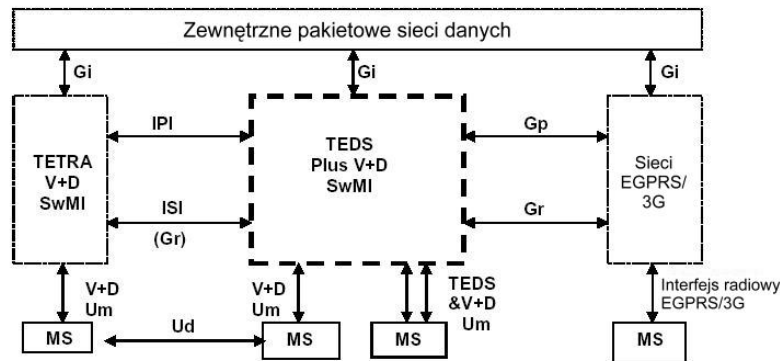 Zewnętrzne pakietowe sieci danych
Gi
Gi
Gi
TETRA
V+D
SwMI
IPI
ISI
(Gr)
TEDS
Plus V+D
SwMI
Gp
Gr
Sieci
EGPRS/
3G
V+D
Um
V+D
Um
TEDS
&V+D
Um
Interfejs radiowy
EGPRS/3G
MS
Ud
MS
MS
MS